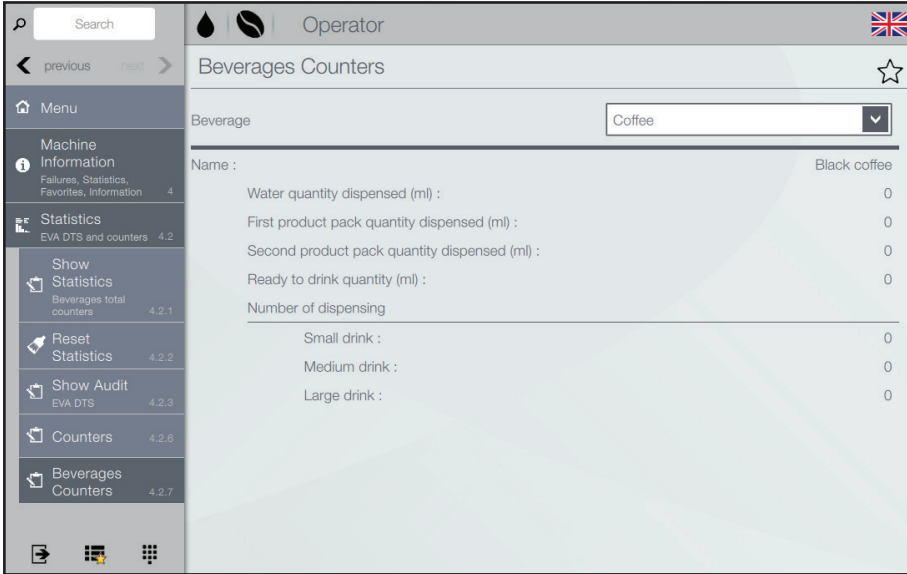 Search
Operator
previous
next
Beverages Counters
Menu
Beverage
Coffee
Machine
Information
Failures, Statistics,
Favorites, Information 4
Statistics
EVA DTS and counters 4.2
Show
Statistics
Beverages total
counters 4.2.1
Reset
Statistics 4.2.2
Show Audit
EVA DTS 4.2.3
Counters 4.2.6
Beverages
Counters 4.2.7
Name : Black coffee
Water quantity dispensed (ml) : 0
First product pack quantity dispensed (ml) : 0
Second product pack quantity dispensed (ml) : 0
Ready to drink quantity (ml) : 0
Number of dispensing
Small drink : 0
Medium drink : 0
Large drink : 0